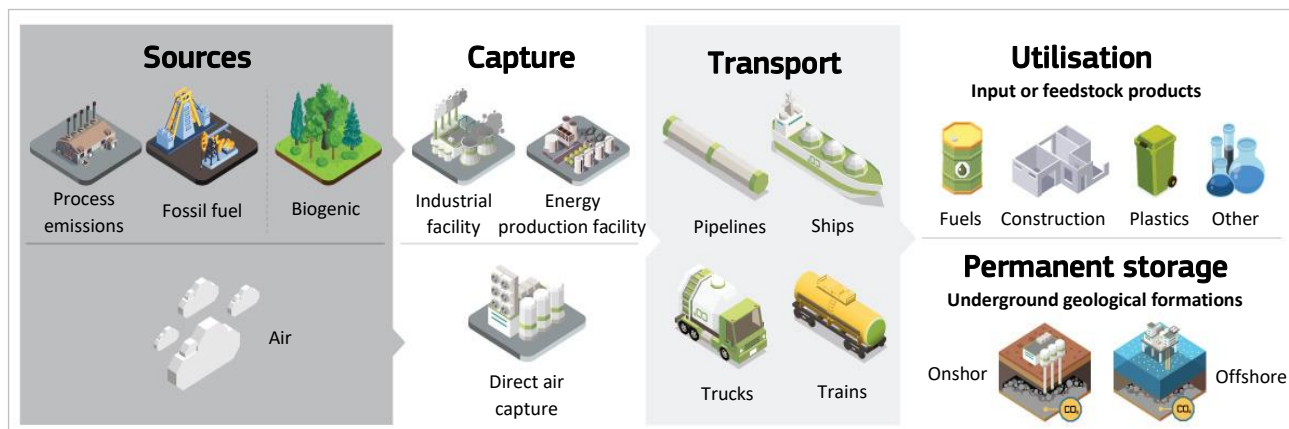 Sources
Process
emissions
Fossil fuel
Biogenic
Air
Capture
Industrial
facility
Energy
production facility
Direct air
capture
Transport
Pipelines
Ships
Trucks
Trains
Utilisation
Input or feedstock products
Fuels
Construction
Plastics
Other
Permanent storage
Underground geological formations
Onshor
CO₂
Offshore
CO₂